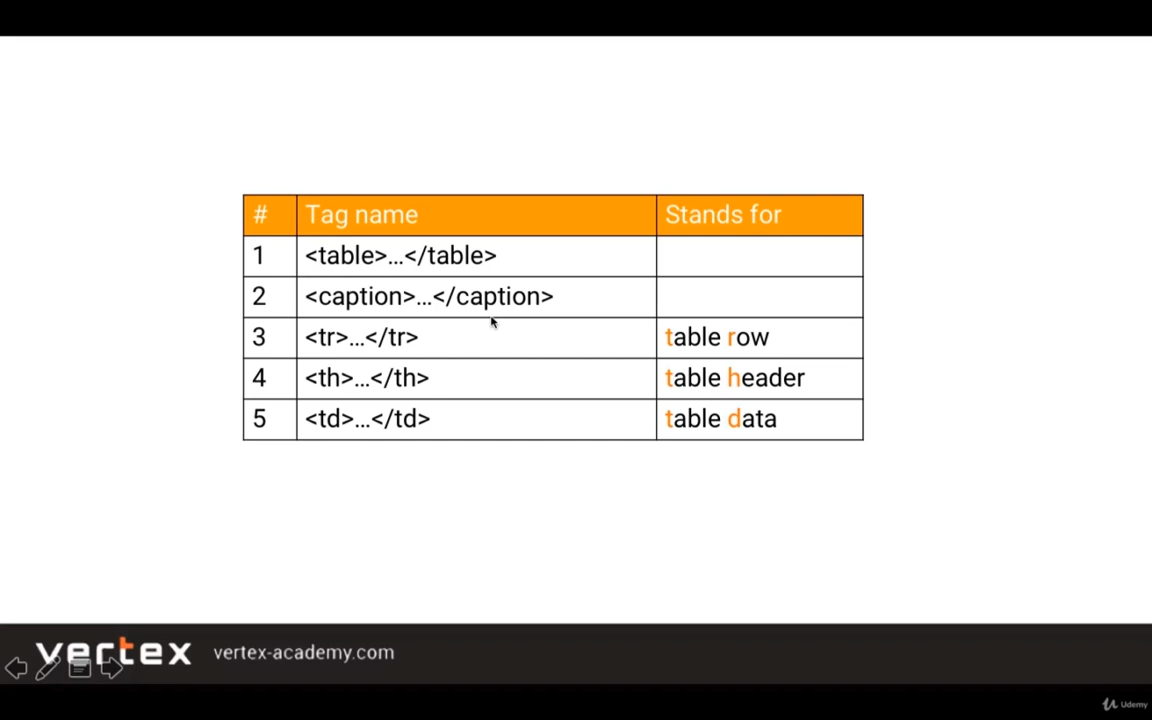 # Tag name Stands for
1 <table>...</table>
2 <caption>...</caption>
3 <tr>...</tr> table row
4 <th>...</th> table header
5 <td>...</td> table data
vertex vertex-academy.com
Udemy